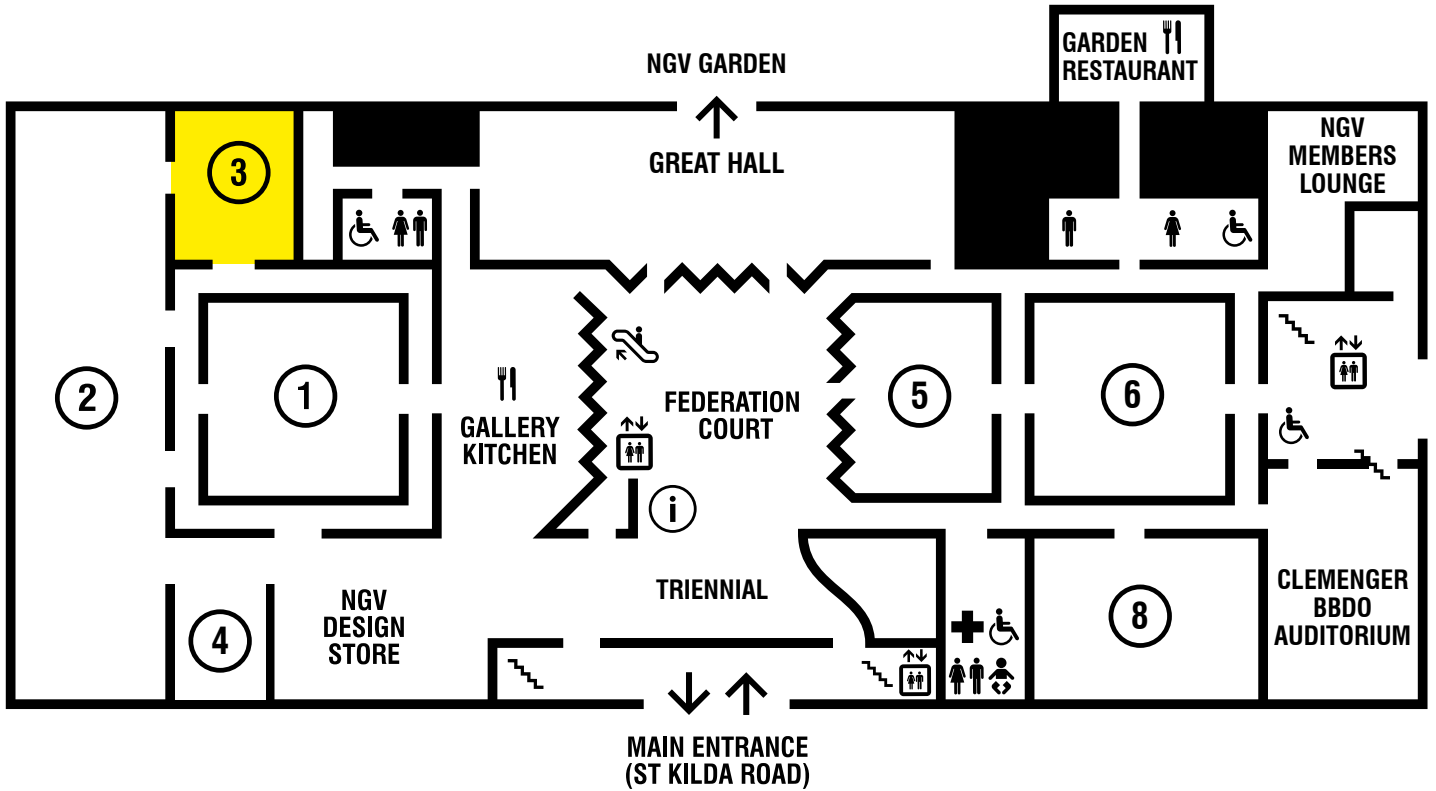 GARDEN
RESTAURANT
NGV GARDEN
GREAT HALL
NGV
MEMBERS
LOUNGE
3
2
1
GALLERY
KITCHEN
FEDERATION
COURT
5
6
i
4
NGV
DESIGN
STORE
TRIENNIAL
8
CLEMENGER
BBDO
AUDITORIUM
MAIN ENTRANCE
(ST KILDA ROAD)